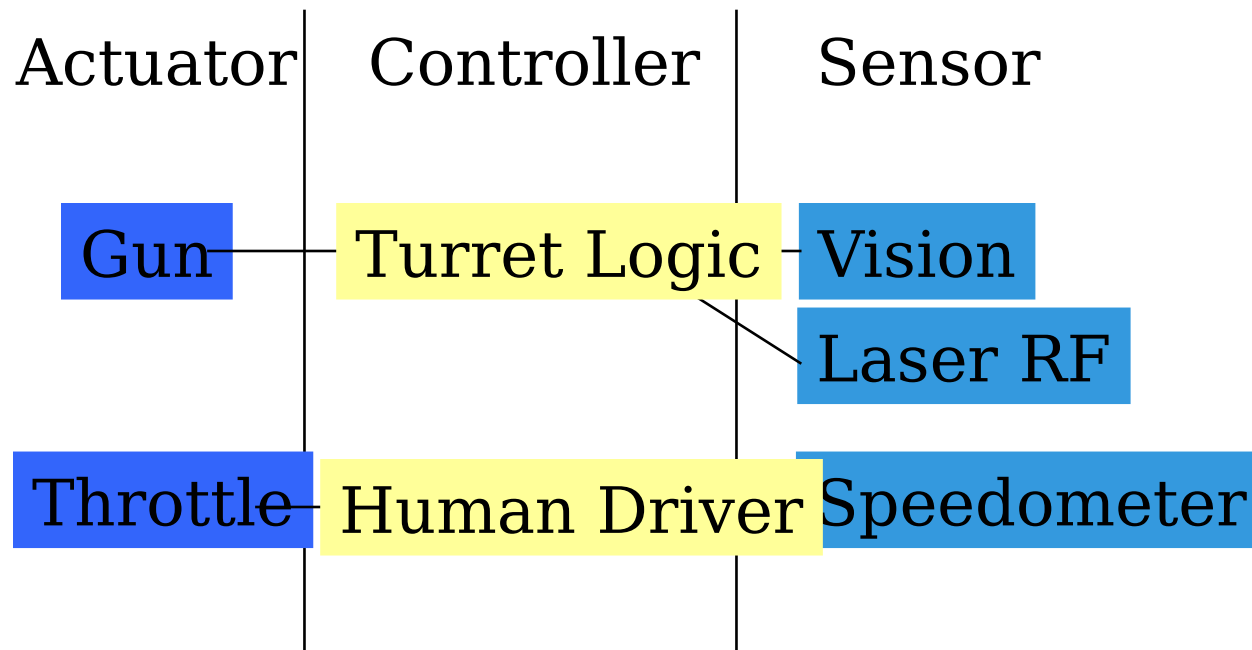 Actuator Controller Sensor
Gun Turret Logic Vision
Laser RF
Throttle Human Driver Speedometer